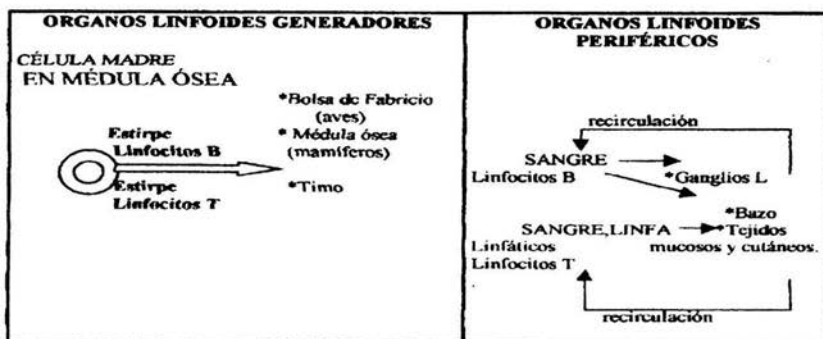 ORGANOS LINFOIDES GENERADORES
CÉLULA MADRE
EN MÉDULA ÓSEA
*Bolsa de Fabricio
(aves)
* Médula ósea
(mamíferos)
*Timo
Estirpe
Linfocitos B
Estirpe
Linfocitos T
ORGANOS LINFOIDES
PERIFÉRICOS
recirculación
SANGRE
Linfocitos B
*Ganglios L
*Bazo
SANGRE,LINFA
*Tejidos
Linfáticos
mucosos y cutáneos.
Linfocitos T
recirculación